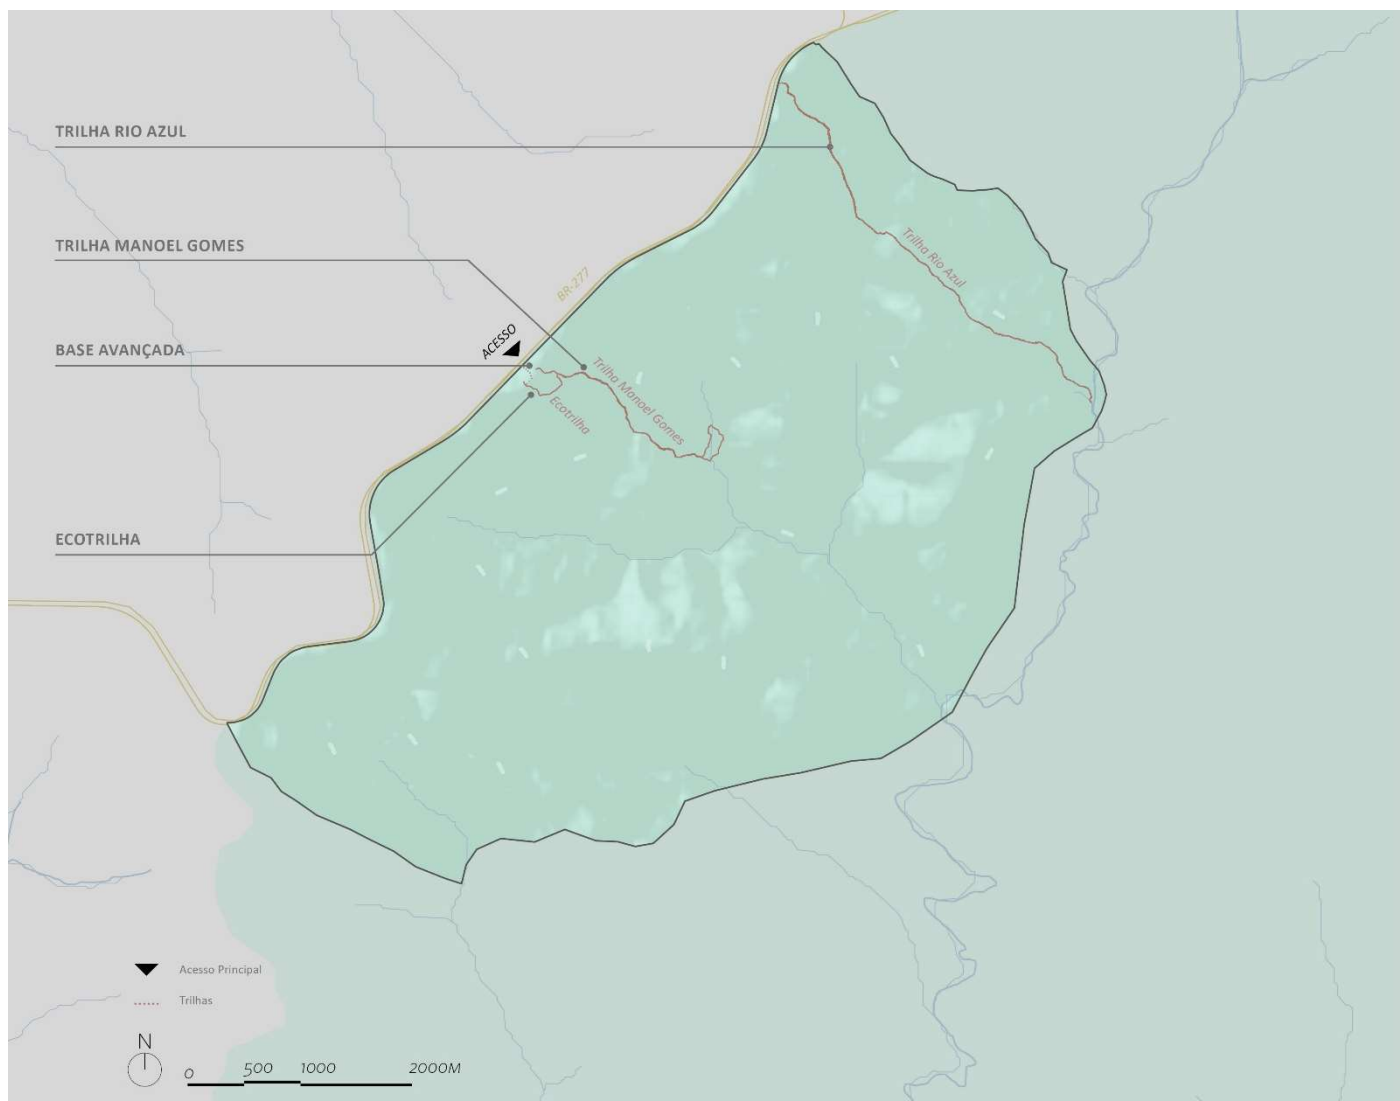 TRILHA RIO AZUL
TRILHA MANOEL GOMES
BASE AVANÇADA
ECOTRILHA
BR-277
ACESSO
Trilha Rio Azul
Trilha Manoel Gomes
Ecotrilha
Acesso Principal
Trilhas
N
0 500 1000 2000M